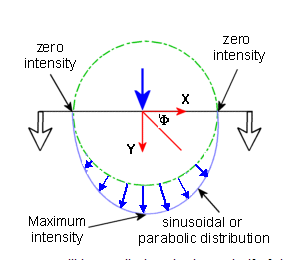 zero
intensity
zero
intensity
X
Φ
Y
Maximum
intensity
sinusoidal or
parabolic distribution